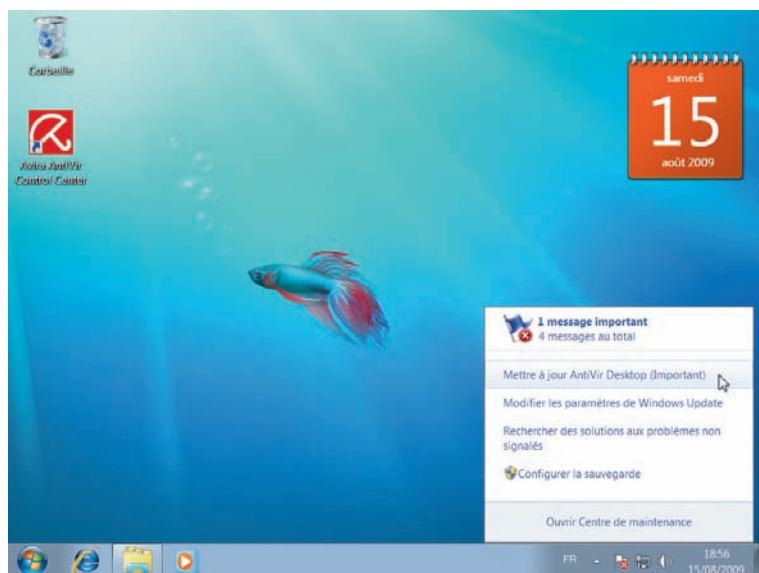 Corbeille
Avira AntiVir
Control Center
samedi
15
août 2009
1 message important
4 messages au total
Mettre à jour AntiVir Desktop (Important)
Modifier les paramètres de Windows Update
Rechercher des solutions aux problèmes non
signalés
Configurer la sauvegarde
Ouvrir Centre de maintenance
FR
18:56
15/08/2009